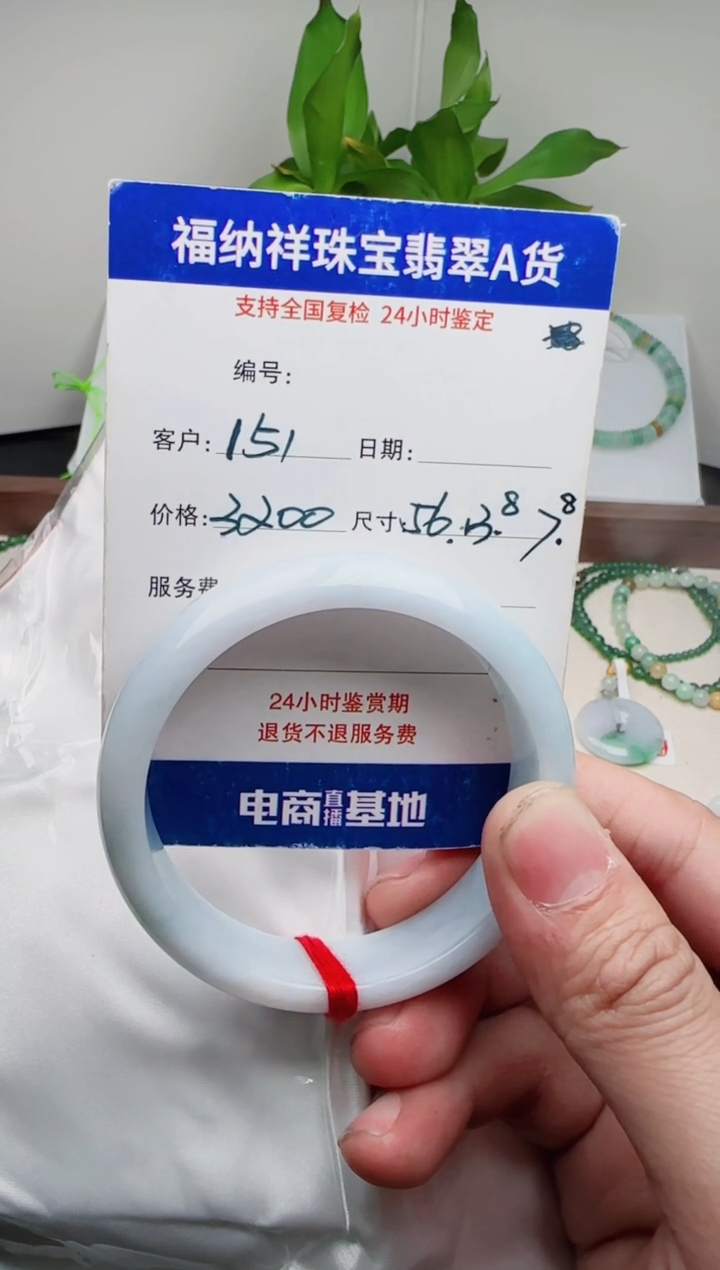 福纳祥珠宝翡翠A货
支持全国复检 24小时鉴定
编号:
客户: 151 日期:
价格: 3200 尺寸: 56.13.8 7.8
服务费
24小时鉴赏期
退货不退服务费
电商直播基地